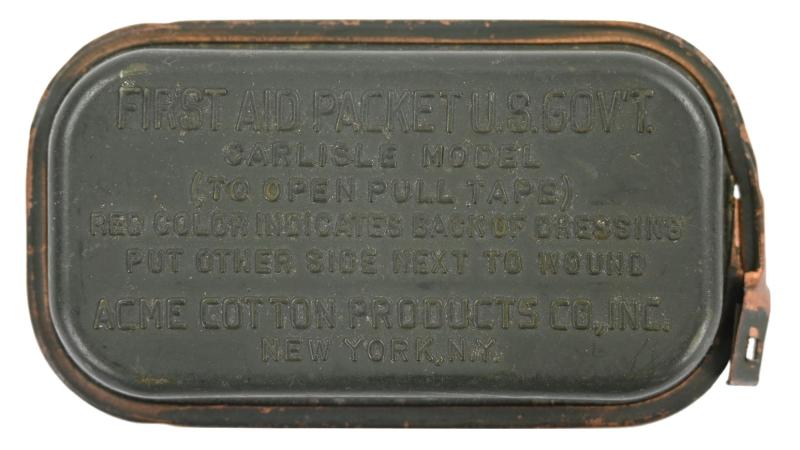 FIRST AID PACKET U.S. GOV'T.
CARLISLE MODEL
(TO OPEN PULL TAPE)
RED COLOR INDICATES BACK OF DRESSING
PUT OTHER SIDE NEXT TO WOUND
ACME COTTON PRODUCTS CO., INC.
NEW YORK, N.Y.